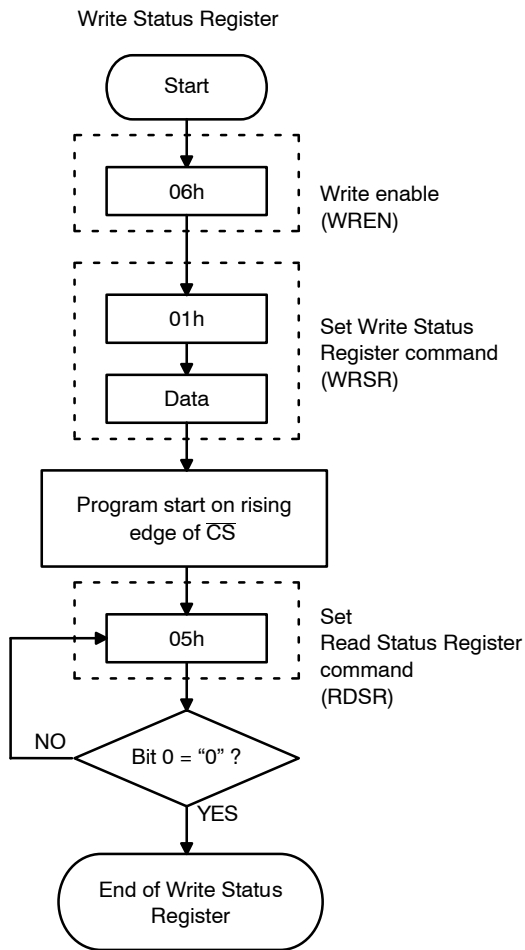 Write Status Register
Start
06h
Write enable
(WREN)
01h
Set Write Status
Register command
(WRSR)
Data
Program start on rising
edge of C̅S̅
05h
Set
Read Status Register
command
(RDSR)
NO
Bit 0 = “0” ?
YES
End of Write Status
Register